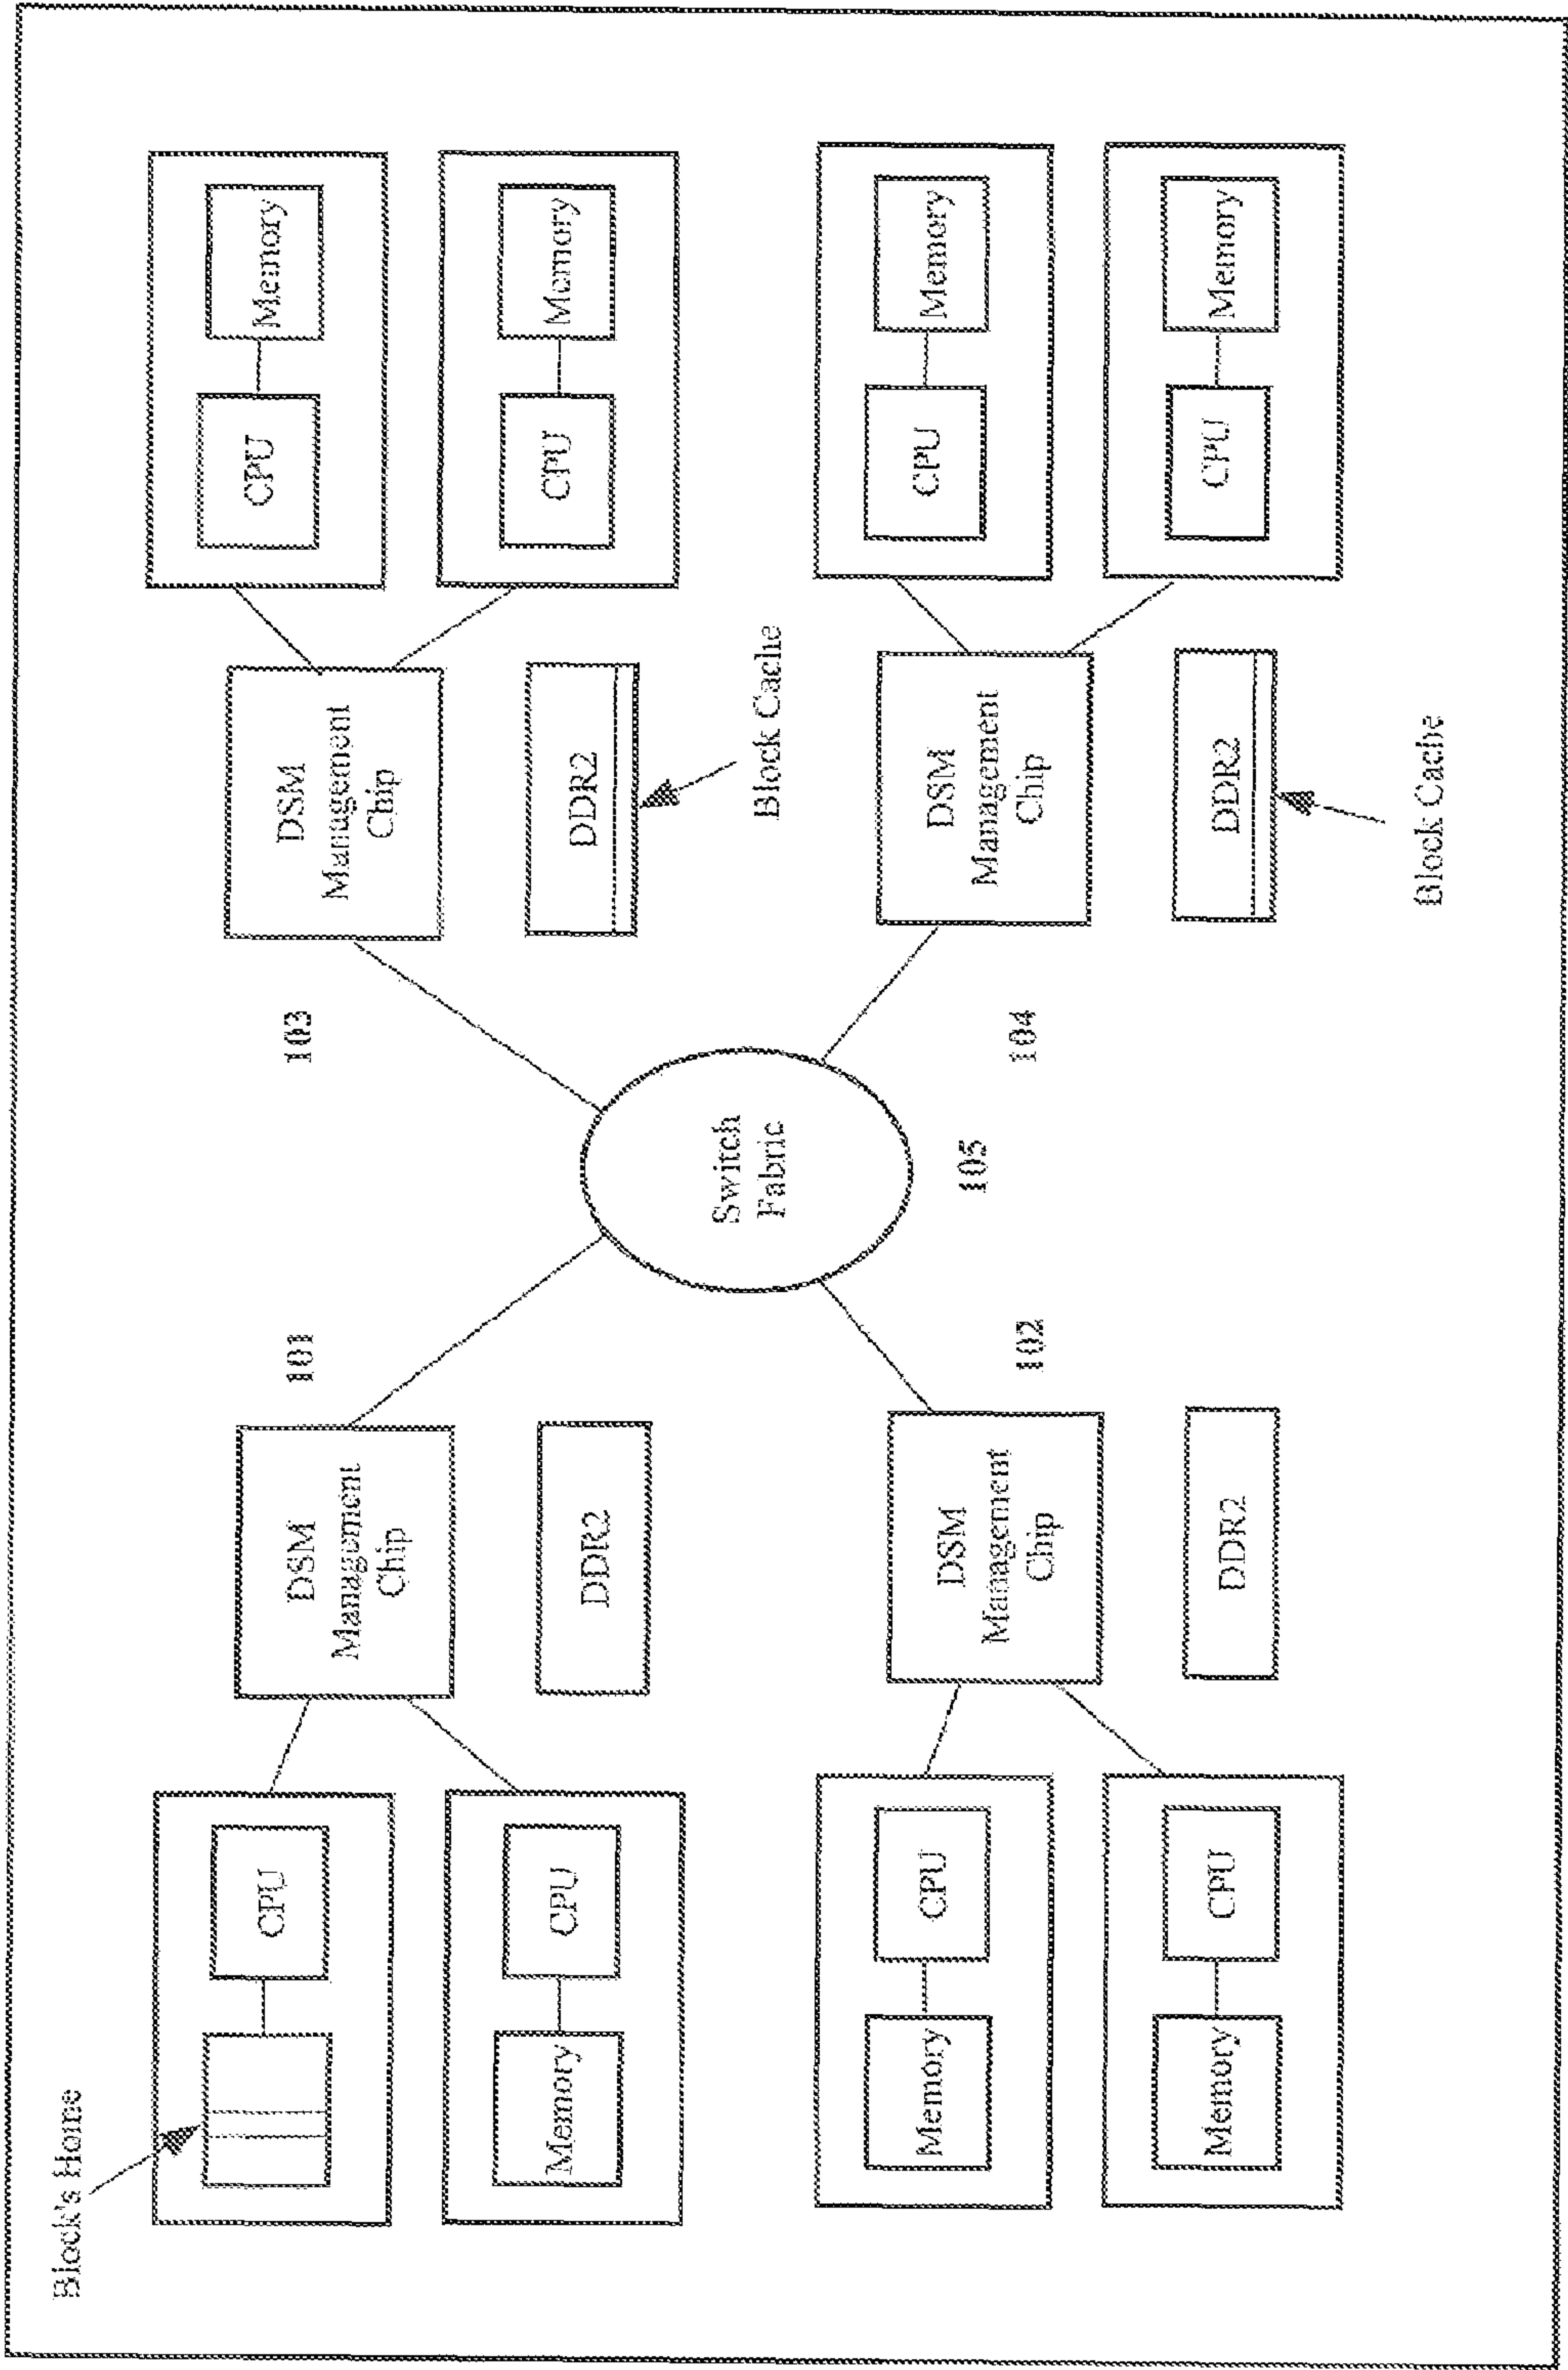 Block's Home
CPU
DSM
Management
Chip
101
103
DSM
Management
Chip
CPU
Memory
Memory
CPU
DDR2
DDR2
CPU
Memory
Block Cache
Switch
Fabric
105
Memory
CPU
DSM
Management
Chip
102
104
DSM
Management
Chip
CPU
Memory
Memory
CPU
DDR2
DDR2
CPU
Memory
Block Cache